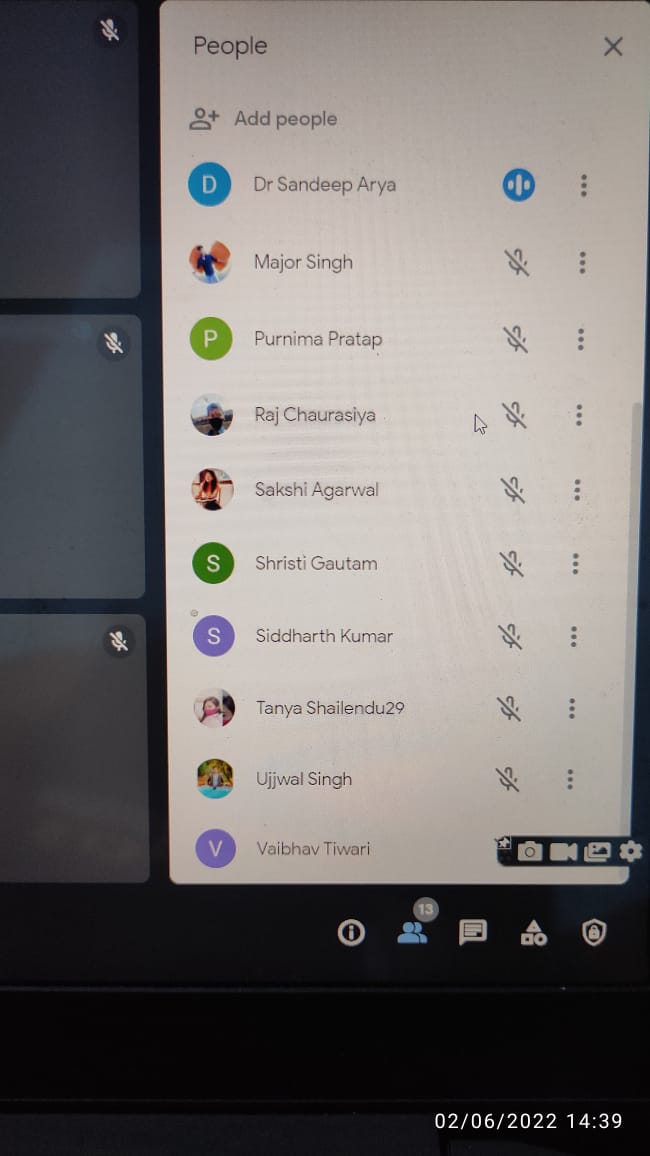 People
Add people
D Dr Sandeep Arya
Major Singh
P Purnima Pratap
Raj Chaurasiya
Sakshi Agarwal
S Shristi Gautam
S Siddharth Kumar
Tanya Shailendu29
Ujjwal Singh
V Vaibhav Tiwari
13
02/06/2022 14:39